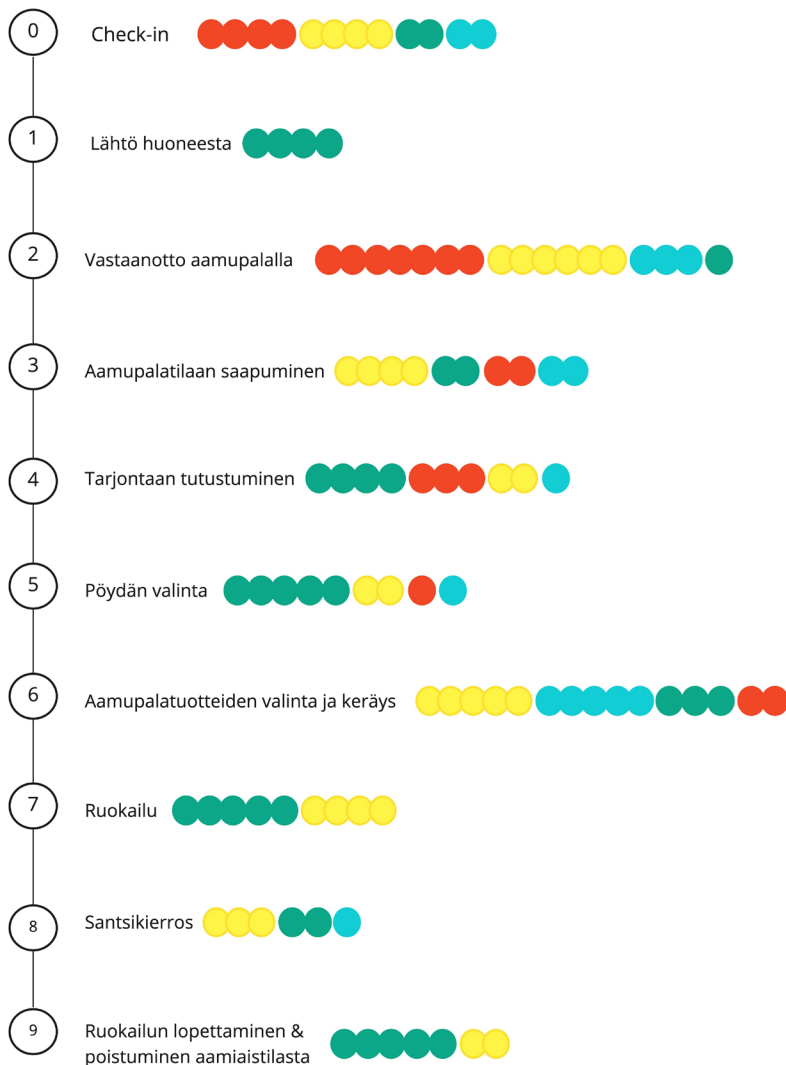 0
Check-in
1
Lähtö huoneesta
2
Vastaanotto aamupalalla
3
Aamupalatilaan saapuminen
4
Tarjontaan tutustuminen
5
Pöydän valinta
6
Aamupalatuotteiden valinta ja keräys
7
Ruokailu
8
Santsikierros
9
Ruokailun lopettaminen &
poistuminen aamiaistilasta